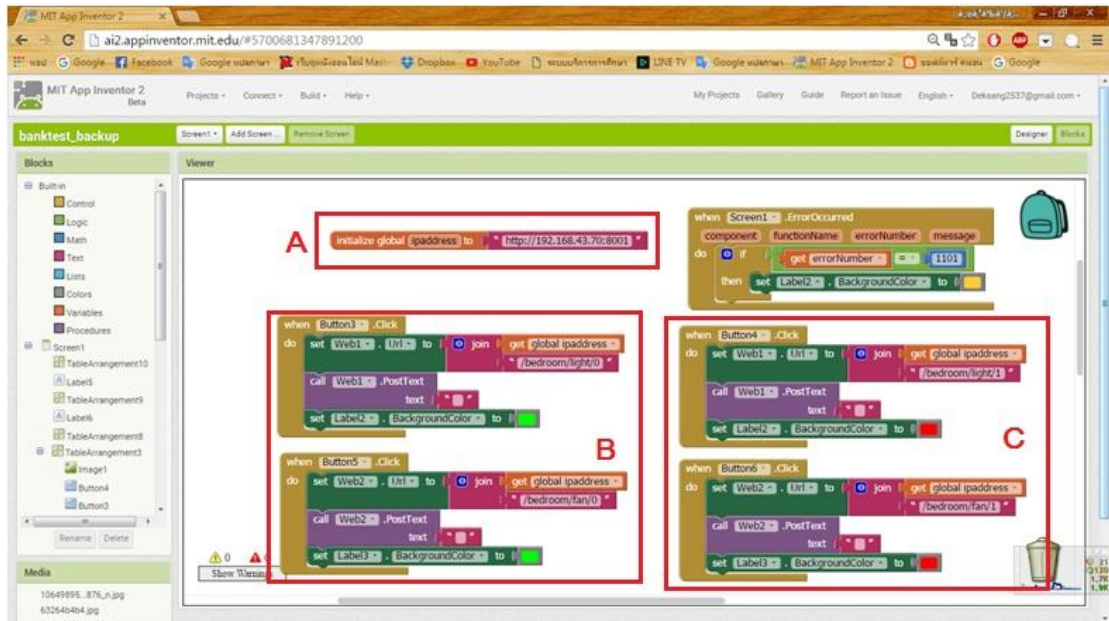 MIT App Inventor 2
ai2.appinventor.mit.edu/#5700681347891200
Google Facebook Google Dropbox YouTube LINE TV Google MIT App Inventor 2 Google
MIT App Inventor 2
Beta
Projects Connect Build Help
My Projects Gallery Guide Report an Issue English Dekaang2537@gmail.com
banktest_backup
Screen1 Add Screen ... Remove Screen
Designer Blocks
Blocks
Viewer
Built-in
Control
Logic
Math
Text
Lists
Colors
Variables
Procedures
Screen1
TableArrangement10
Label5
TableArrangement9
Label6
TableArrangement8
TableArrangement3
Image1
Button4
Button3
Rename Delete
Media
10649895...876_n.jpg
63264b4b4.jpg
A
initialize global ipaddress to " http://192.168.43.70:8001 "
when Screen1 .ErrorOccurred
component functionName errorNumber message
do if get errorNumber = 1101
then set Label2 . BackgroundColor to
when Button3 .Click
do set Web1 . Url to join get global ipaddress
" /bedroom/light/0 "
call Web1 .PostText
text " "
set Label2 . BackgroundColor to
B
when Button5 .Click
do set Web2 . Url to join get global ipaddress
" /bedroom/fan/0 "
call Web2 .PostText
text " "
set Label3 . BackgroundColor to
when Button4 .Click
do set Web1 . Url to join get global ipaddress
" /bedroom/light/1 "
call Web1 .PostText
text " "
set Label2 . BackgroundColor to
C
when Button6 .Click
do set Web2 . Url to join get global ipaddress
" /bedroom/fan/1 "
call Web2 .PostText
text " "
set Label3 . BackgroundColor to
0
Show Warnings